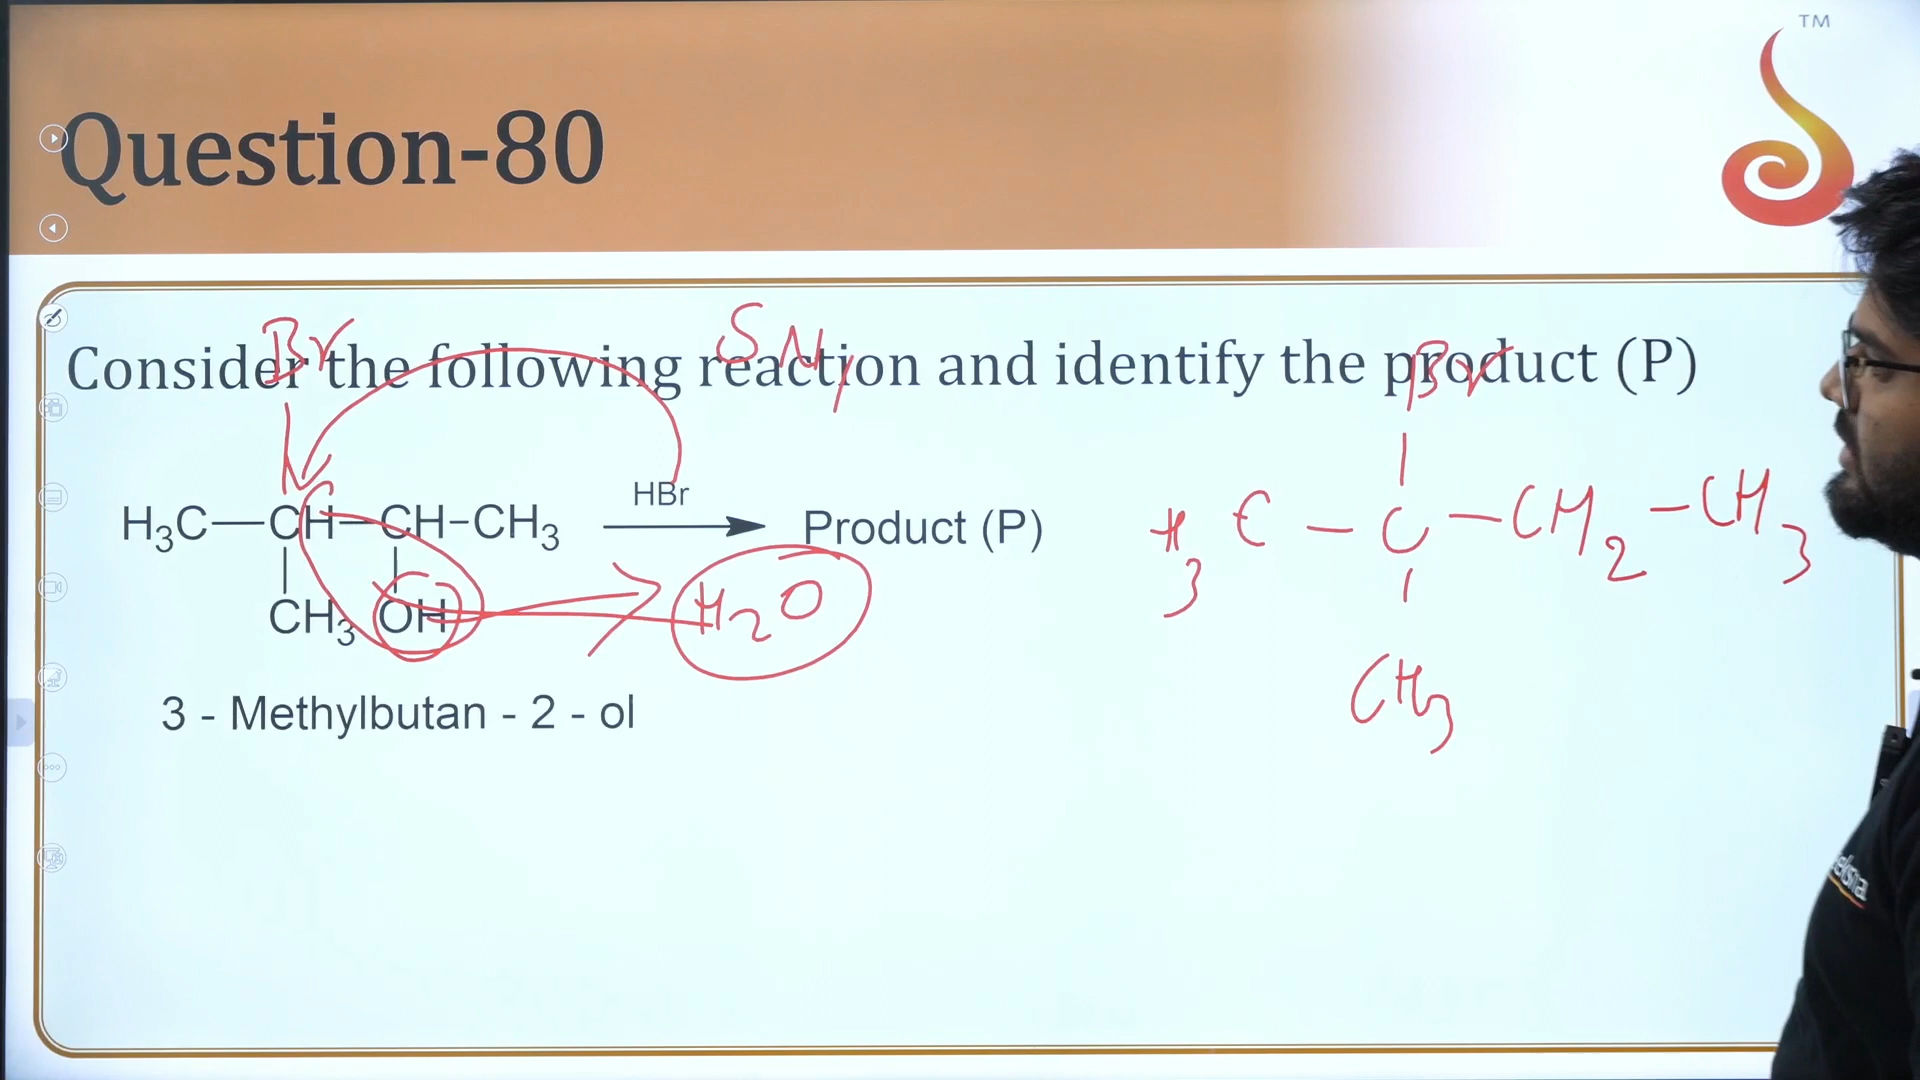 TM
Question-80
Consider the following reaction and identify the product (P)
Br
SN1
Br
H3C—CH—CH–CH3
HBr
Product (P)
H3C – C – CH2 – CH3
CH3 OH
H2O
CH3
3 - Methylbutan - 2 - ol